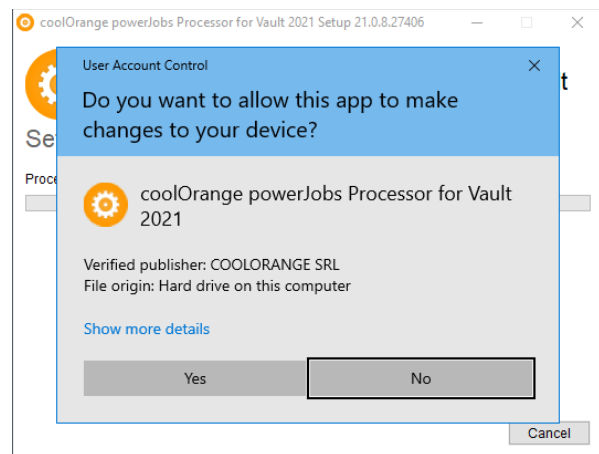 coolOrange powerJobs Processor for Vault 2021 Setup 21.0.8.27406
User Account Control
Do you want to allow this app to make
changes to your device?
t
Se
Proce
coolOrange powerJobs Processor for Vault
2021
Verified publisher: COOLORANGE SRL
File origin: Hard drive on this computer
Show more details
Yes No
Cancel